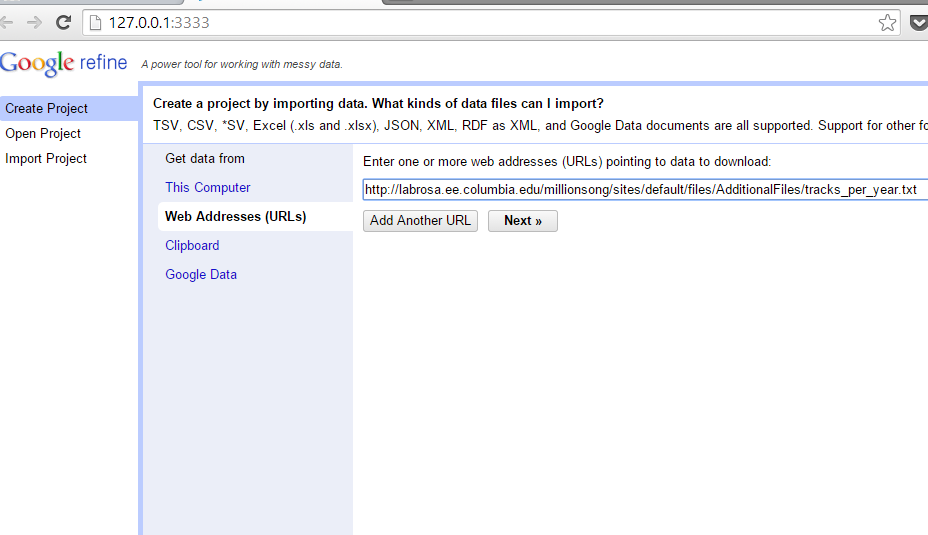 127.0.0.1:3333
Google refine A power tool for working with messy data.
Create Project
Open Project
Import Project
Create a project by importing data. What kinds of data files can I import?
TSV, CSV, *SV, Excel (.xls and .xlsx), JSON, XML, RDF as XML, and Google Data documents are all supported. Support for other fo
Get data from
This Computer
Web Addresses (URLs)
Clipboard
Google Data
Enter one or more web addresses (URLs) pointing to data to download:
http://labrosa.ee.columbia.edu/millionsong/sites/default/files/AdditionalFiles/tracks_per_year.txt
Add Another URL Next »